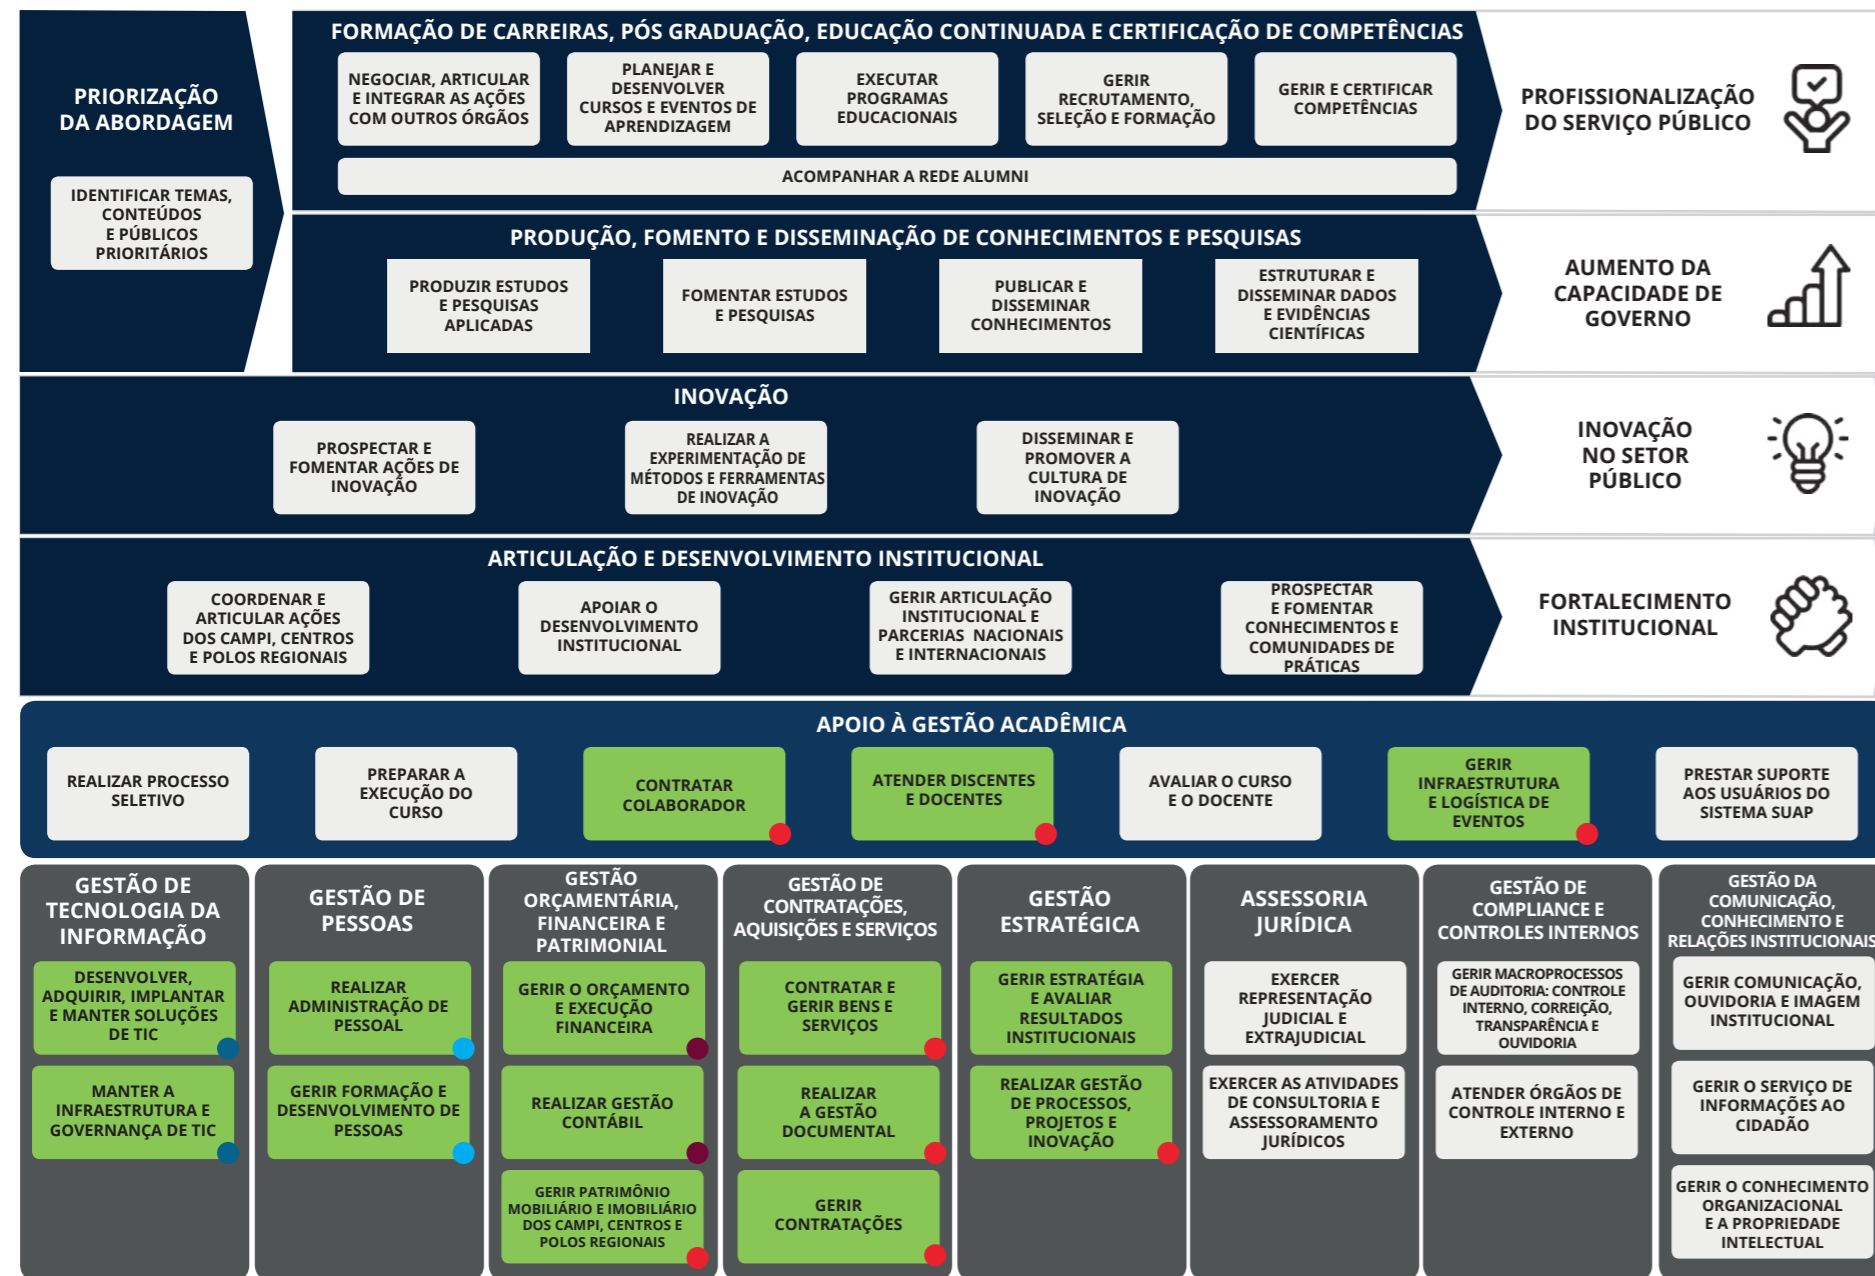 PRIORIZAÇÃO
DA ABORDAGEM
IDENTIFICAR TEMAS,
CONTEÚDOS
E PÚBLICOS
PRIORITÁRIOS
FORMAÇÃO DE CARREIRAS, PÓS GRADUAÇÃO, EDUCAÇÃO CONTINUADA E CERTIFICAÇÃO DE COMPETÊNCIAS
NEGOCIAR, ARTICULAR
E INTEGRAR AS AÇÕES
COM OUTROS ÓRGÃOS
PLANEJAR E
DESENVOLVER
CURSOS E EVENTOS DE
APRENDIZAGEM
EXECUTAR
PROGRAMAS
EDUCACIONAIS
GERIR
RECRUTAMENTO,
SELEÇÃO E FORMAÇÃO
GERIR E CERTIFICAR
COMPETÊNCIAS
ACOMPANHAR A REDE ALUMNI
PROFISSIONALIZAÇÃO
DO SERVIÇO PÚBLICO
PRODUÇÃO, FOMENTO E DISSEMINAÇÃO DE CONHECIMENTOS E PESQUISAS
PRODUZIR ESTUDOS
E PESQUISAS
APLICADAS
FOMENTAR ESTUDOS
E PESQUISAS
PUBLICAR E
DISSEMINAR
CONHECIMENTOS
ESTRUTURAR E
DISSEMINAR DADOS
E EVIDÊNCIAS
CIENTÍFICAS
AUMENTO DA
CAPACIDADE DE
GOVERNO
INOVAÇÃO
PROSPECTAR E
FOMENTAR AÇÕES DE
INOVAÇÃO
REALIZAR A
EXPERIMENTAÇÃO DE
MÉTODOS E FERRAMENTAS
DE INOVAÇÃO
DISSEMINAR E
PROMOVER A
CULTURA DE
INOVAÇÃO
INOVAÇÃO
NO SETOR
PÚBLICO
ARTICULAÇÃO E DESENVOLVIMENTO INSTITUCIONAL
COORDENAR E
ARTICULAR AÇÕES
DOS CAMPI, CENTROS
E POLOS REGIONAIS
APOIAR O
DESENVOLVIMENTO
INSTITUCIONAL
GERIR ARTICULAÇÃO
INSTITUCIONAL E
PARCERIAS NACIONAIS
E INTERNACIONAIS
PROSPECTAR
E FOMENTAR
CONHECIMENTOS E
COMUNIDADES DE
PRÁTICAS
FORTALECIMENTO
INSTITUCIONAL
APOIO À GESTÃO ACADÊMICA
REALIZAR PROCESSO
SELETIVO
PREPARAR A
EXECUÇÃO DO
CURSO
CONTRATAR
COLABORADOR
ATENDER DISCENTES
E DOCENTES
AVALIAR O CURSO
E O DOCENTE
GERIR
INFRAESTRUTURA
E LOGÍSTICA DE
EVENTOS
PRESTAR SUPORTE
AOS USUÁRIOS DO
SISTEMA SUAP
GESTÃO DE
TECNOLOGIA DA
INFORMAÇÃO
DESENVOLVER,
ADQUIRIR, IMPLANTAR
E MANTER SOLUÇÕES
DE TIC
MANTER A
INFRAESTRUTURA E
GOVERNANÇA DE TIC
GESTÃO DE
PESSOAS
REALIZAR
ADMINISTRAÇÃO DE
PESSOAL
GERIR FORMAÇÃO E
DESENVOLVIMENTO DE
PESSOAS
GESTÃO
ORÇAMENTÁRIA,
FINANCEIRA E
PATRIMONIAL
GERIR O ORÇAMENTO
E EXECUÇÃO
FINANCEIRA
REALIZAR GESTÃO
CONTÁBIL
GERIR PATRIMÔNIO
MOBILIÁRIO E IMOBILIÁRIO
DOS CAMPI, CENTROS E
POLOS REGIONAIS
GESTÃO DE
CONTRATAÇÕES,
AQUISIÇÕES E SERVIÇOS
CONTRATAR E
GERIR BENS E
SERVIÇOS
REALIZAR
A GESTÃO
DOCUMENTAL
GERIR
CONTRATAÇÕES
GESTÃO
ESTRATÉGICA
GERIR ESTRATÉGIA
E AVALIAR
RESULTADOS
INSTITUCIONAIS
REALIZAR GESTÃO
DE PROCESSOS,
PROJETOS E
INOVAÇÃO
ASSESSORIA
JURÍDICA
EXERCER
REPRESENTAÇÃO
JUDICIAL E
EXTRAJUDICIAL
EXERCER AS ATIVIDADES
DE CONSULTORIA E
ASSESSORAMENTO
JURÍDICOS
GESTÃO DE
COMPLIANCE E
CONTROLES INTERNOS
GERIR MACROPROCESSOS
DE AUDITORIA: CONTROLE
INTERNO, CORREIÇÃO,
TRANSPARÊNCIA E
OUVIDORIA
ATENDER ÓRGÃOS DE
CONTROLE INTERNO E
EXTERNO
GESTÃO DA
COMUNICAÇÃO,
CONHECIMENTO E
RELAÇÕES INSTITUCIONAIS
GERIR COMUNICAÇÃO,
OUVIDORIA E IMAGEM
INSTITUCIONAL
GERIR O SERVIÇO DE
INFORMAÇÕES AO
CIDADÃO
GERIR O CONHECIMENTO
ORGANIZACIONAL
E A PROPRIEDADE
INTELECTUAL